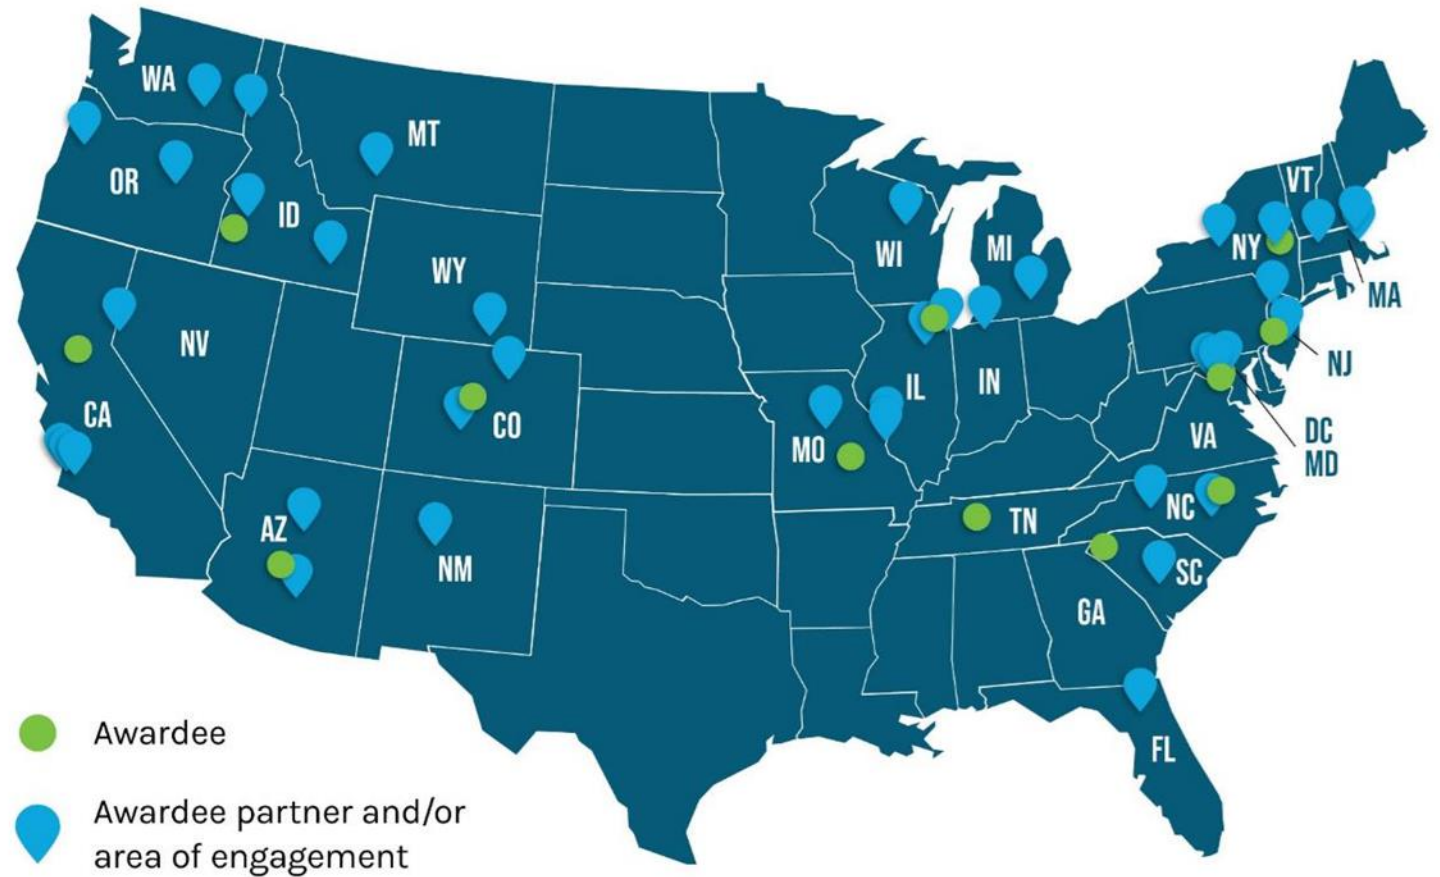 WA
MT
OR
ID
VT
WI
MI
NY
WY
MA
NV
NJ
IL
IN
CA
CO
MO
VA
DC
MD
AZ
NC
TN
NM
SC
GA
FL
Awardee
Awardee partner and/or
area of engagement